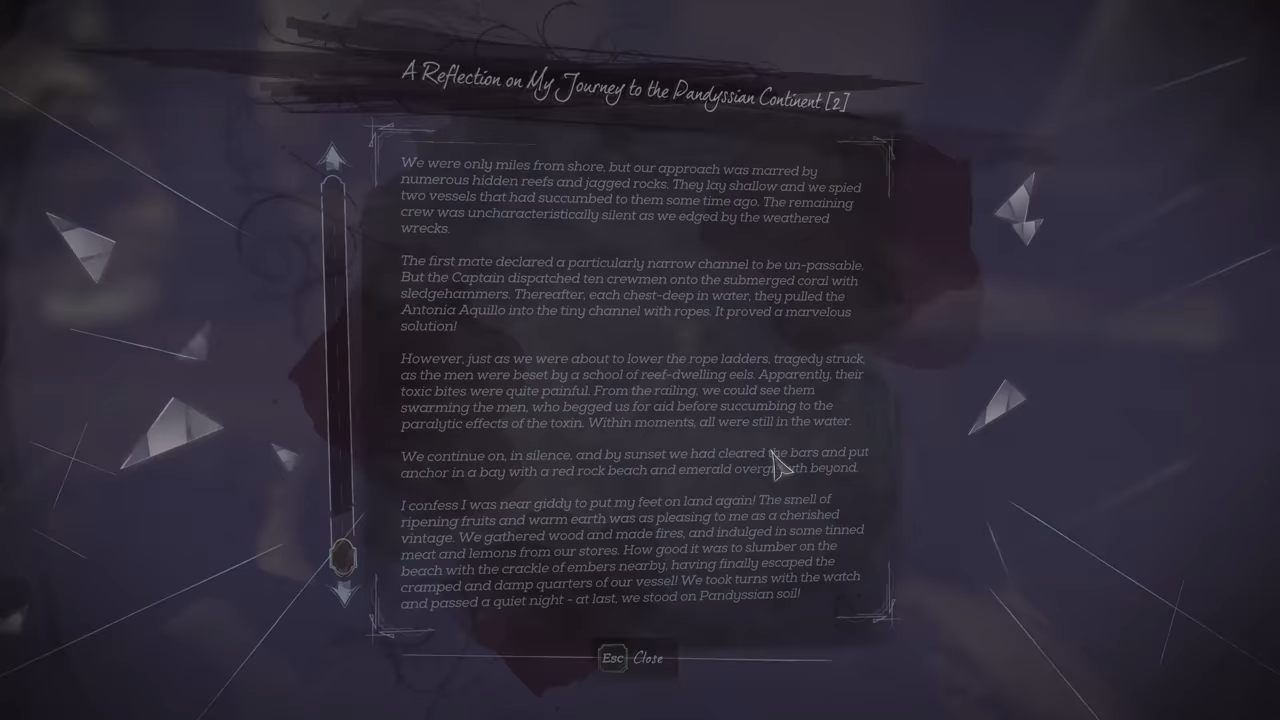 A Reflection on My Journey to the Pandyssian Continent [2]
We were only miles from shore, but our approach was marred by
numerous hidden reefs and jagged rocks. They lay shallow and we spied
two vessels that had succumbed to them some time ago. The remaining
crew was uncharacteristically silent as we edged by the weathered
wrecks.
The first mate declared a particularly narrow channel to be un-passable.
But the Captain dispatched ten crewmen onto the submerged coral with
sledgehammers. Thereafter, each chest-deep in water, they pulled the
Antonia Aquillo into the tiny channel with ropes. It proved a marvelous
solution!
However, just as we were about to lower the rope ladders, tragedy struck,
as the men were beset by a school of reef-dwelling eels. Apparently, their
toxic bites were quite painful. From the railing, we could see them
swarming the men, who begged us for aid before succumbing to the
paralytic effects of the toxin. Within moments, all were still in the water.
We continue on, in silence, and by sunset we had cleared the bars and put
anchor in a bay with a red rock beach and emerald overgrowth beyond.
I confess I was near giddy to put my feet on land again! The smell of
ripening fruits and warm earth was as pleasing to me as a cherished
vintage. We gathered wood and made fires, and indulged in some tinned
meat and lemons from our stores. How good it was to slumber on the
beach with the crackle of embers nearby, having finally escaped the
cramped and damp quarters of our vessel! We took turns with the watch
and passed a quiet night - at last, we stood on Pandyssian soil!
Esc Close